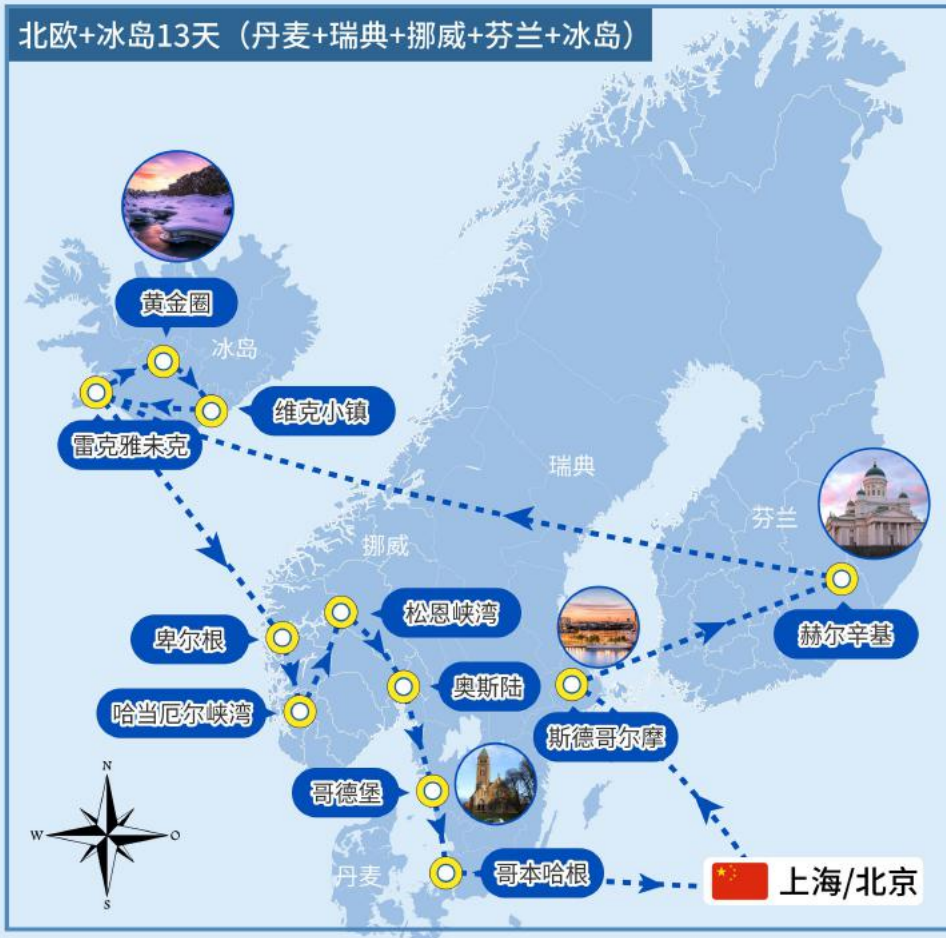 北欧+冰岛13天（丹麦+瑞典+挪威+芬兰+冰岛）
黄金圈
冰岛
维克小镇
雷克雅未克
瑞典
芬兰
挪威
松恩峡湾
卑尔根
赫尔辛基
奥斯陆
哈当厄尔峡湾
斯德哥尔摩
哥德堡
N
W
O
S
丹麦
哥本哈根
上海/北京